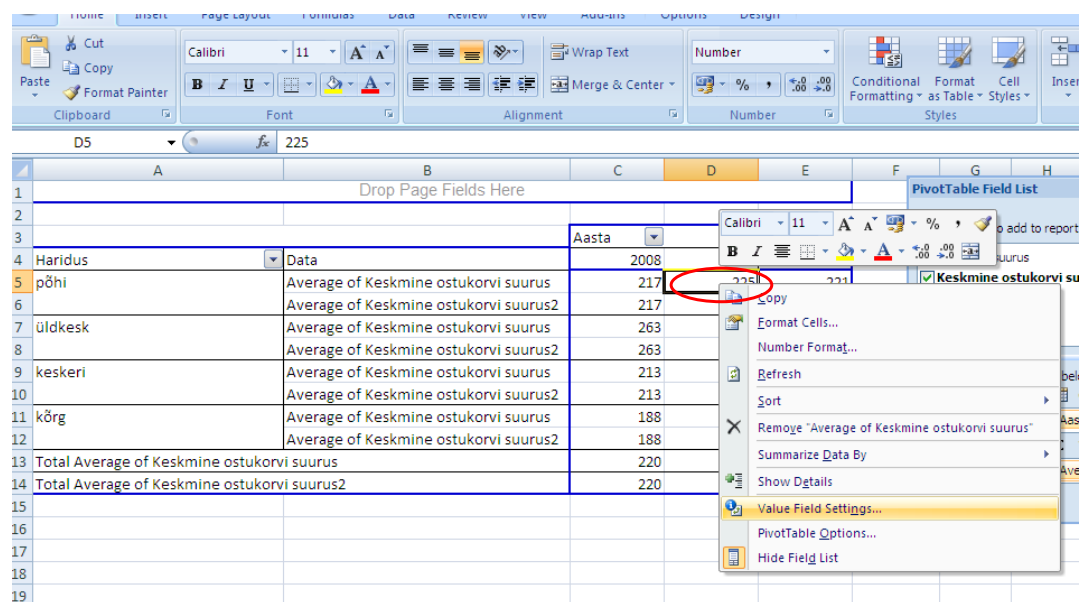 Home Insert Page Layout Formulas Data Review View Add-Ins Options Design
Cut
Copy
Format Painter
Paste
Clipboard
Calibri 11
Font
Wrap Text
Merge & Center
Alignment
Number
Number
Conditional Formatting
Format as Table
Cell Styles
Styles
D5 fx 225
A B C D E F G H
1 Drop Page Fields Here
2
3 Aasta
4 Haridus Data 2008
5 põhi Average of Keskmine ostukorvi suurus 217 225 221
6 Average of Keskmine ostukorvi suurus2 217
7 üldkesk Average of Keskmine ostukorvi suurus 263
8 Average of Keskmine ostukorvi suurus2 263
9 keskeri Average of Keskmine ostukorvi suurus 213
10 Average of Keskmine ostukorvi suurus2 213
11 kõrg Average of Keskmine ostukorvi suurus 188
12 Average of Keskmine ostukorvi suurus2 188
13 Total Average of Keskmine ostukorvi suurus 220
14 Total Average of Keskmine ostukorvi suurus2 220
15
16
17
18
19
PivotTable Field List
add to report
Keskmine ostukorvi su
Calibri 11
Copy
Format Cells...
Number Format...
Refresh
Sort
Remove "Average of Keskmine ostukorvi suurus"
Summarize Data By
Show Details
Value Field Settings...
PivotTable Options...
Hide Field List